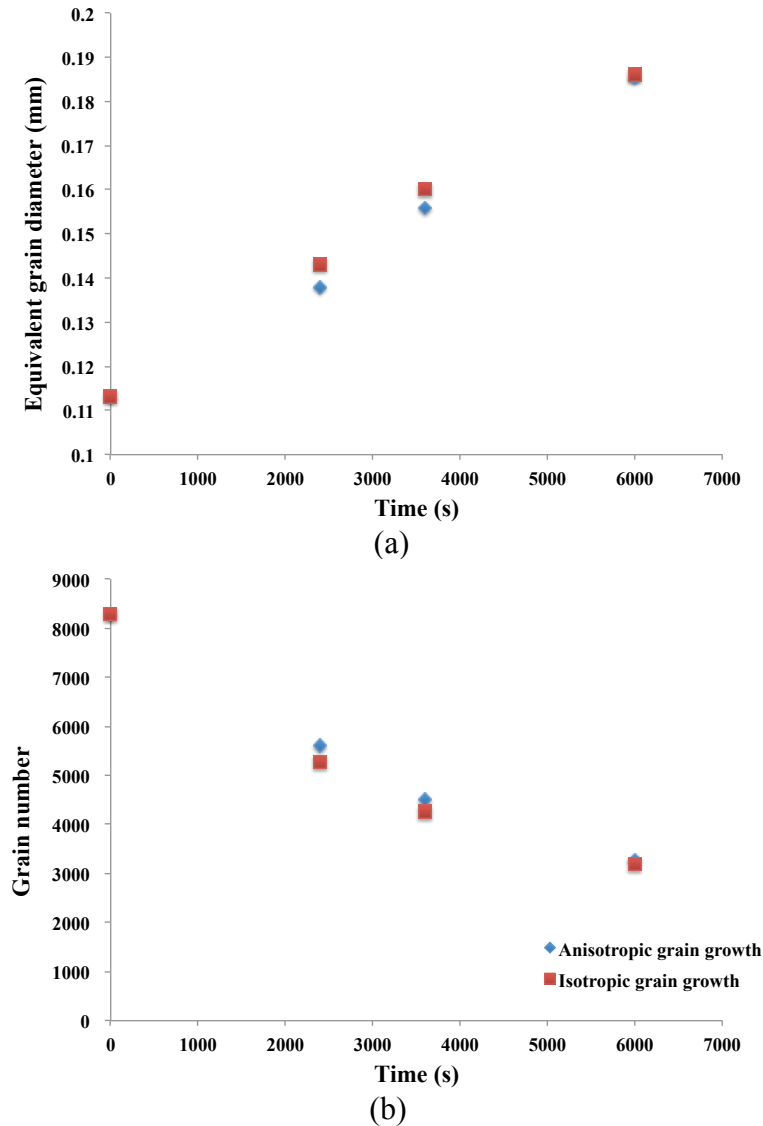 0.2
0.19
0.18
0.17
0.16
0.15
0.14
0.13
0.12
0.11
0.1
Equivalent grain diameter (mm)
0 1000 2000 3000 4000 5000 6000 7000
Time (s)
(a)
9000
8000
7000
6000
5000
4000
3000
2000
1000
0
Grain number
Anisotropic grain growth
Isotropic grain growth
0 1000 2000 3000 4000 5000 6000 7000
Time (s)
(b)